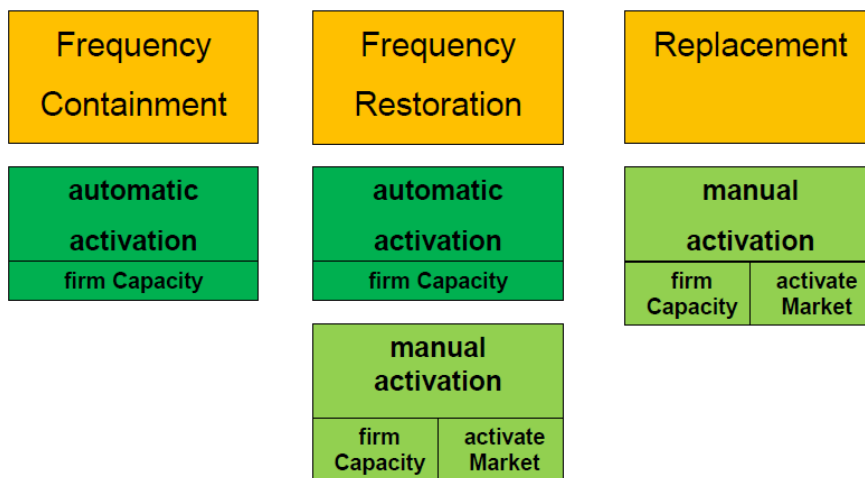 Frequency
Containment
automatic
activation
firm Capacity
Frequency
Restoration
automatic
activation
firm Capacity
manual
activation
firm
Capacity
activate
Market
Replacement
manual
activation
firm
Capacity
activate
Market